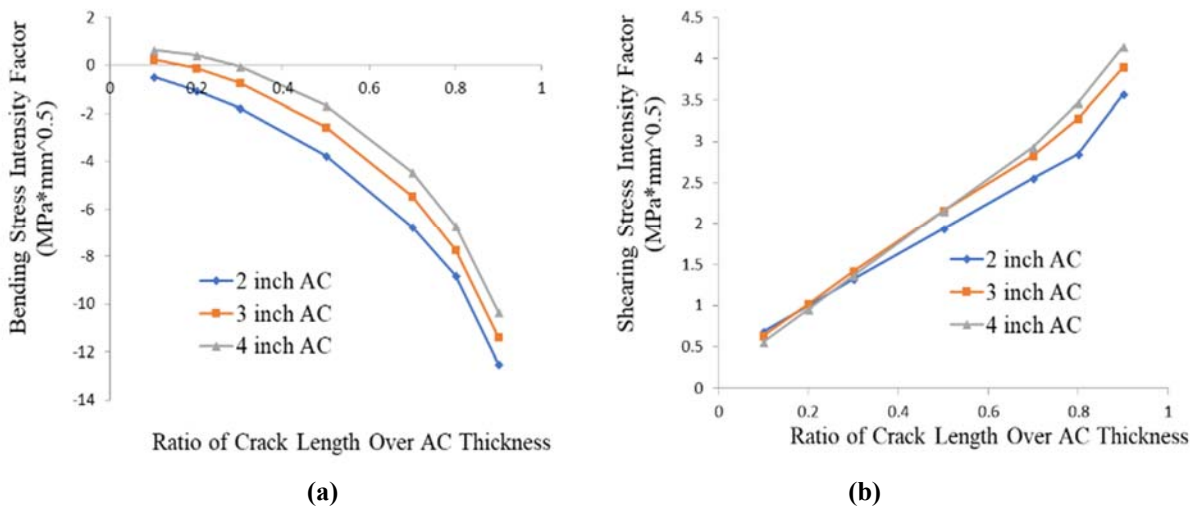 Bending Stress Intensity Factor
(MPa*mm^0.5)
2
0
-2
-4
-6
-8
-10
-12
-14
0
0.2
0.4
0.6
0.8
1
2 inch AC
3 inch AC
4 inch AC
Ratio of Crack Length Over AC Thickness
(a)
Shearing Stress Intensity Factor
(MPa*mm^0.5)
4.5
4
3.5
3
2.5
2
1.5
1
0.5
0
2 inch AC
3 inch AC
4 inch AC
0
0.2
0.4
0.6
0.8
1
Ratio of Crack Length Over AC Thickness
(b)